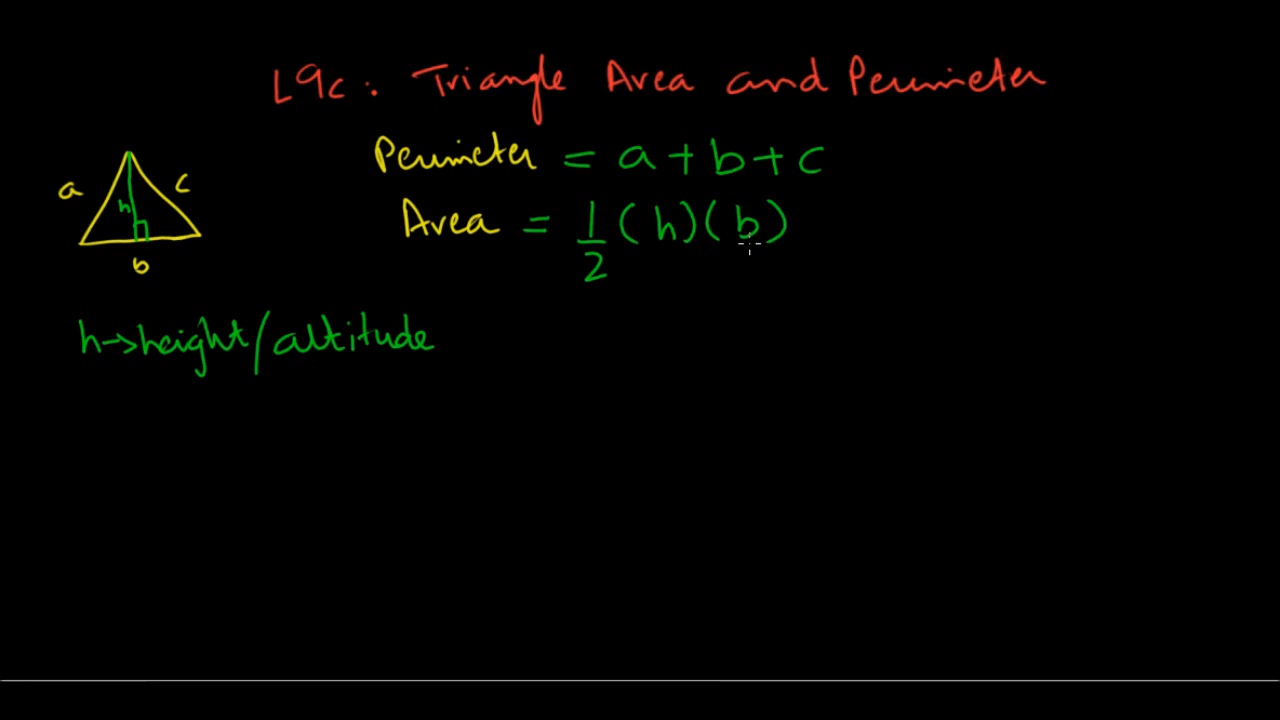 L9c: Triangle Area and Perimeter
Perimeter = a + b + c
a
c
h
Area = 1/2 (h)(b)
b
h→height/altitude